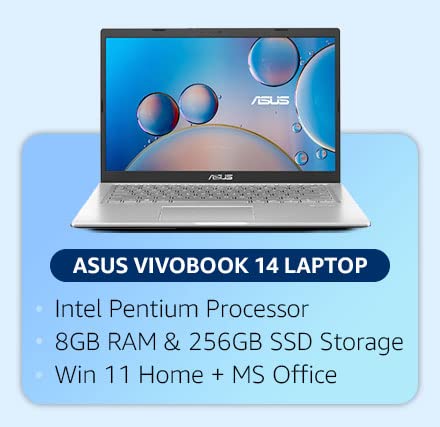 ASUS
ASUS
ASUS VIVOBOOK 14 LAPTOP
Intel Pentium Processor
8GB RAM & 256GB SSD Storage
Win 11 Home + MS Office